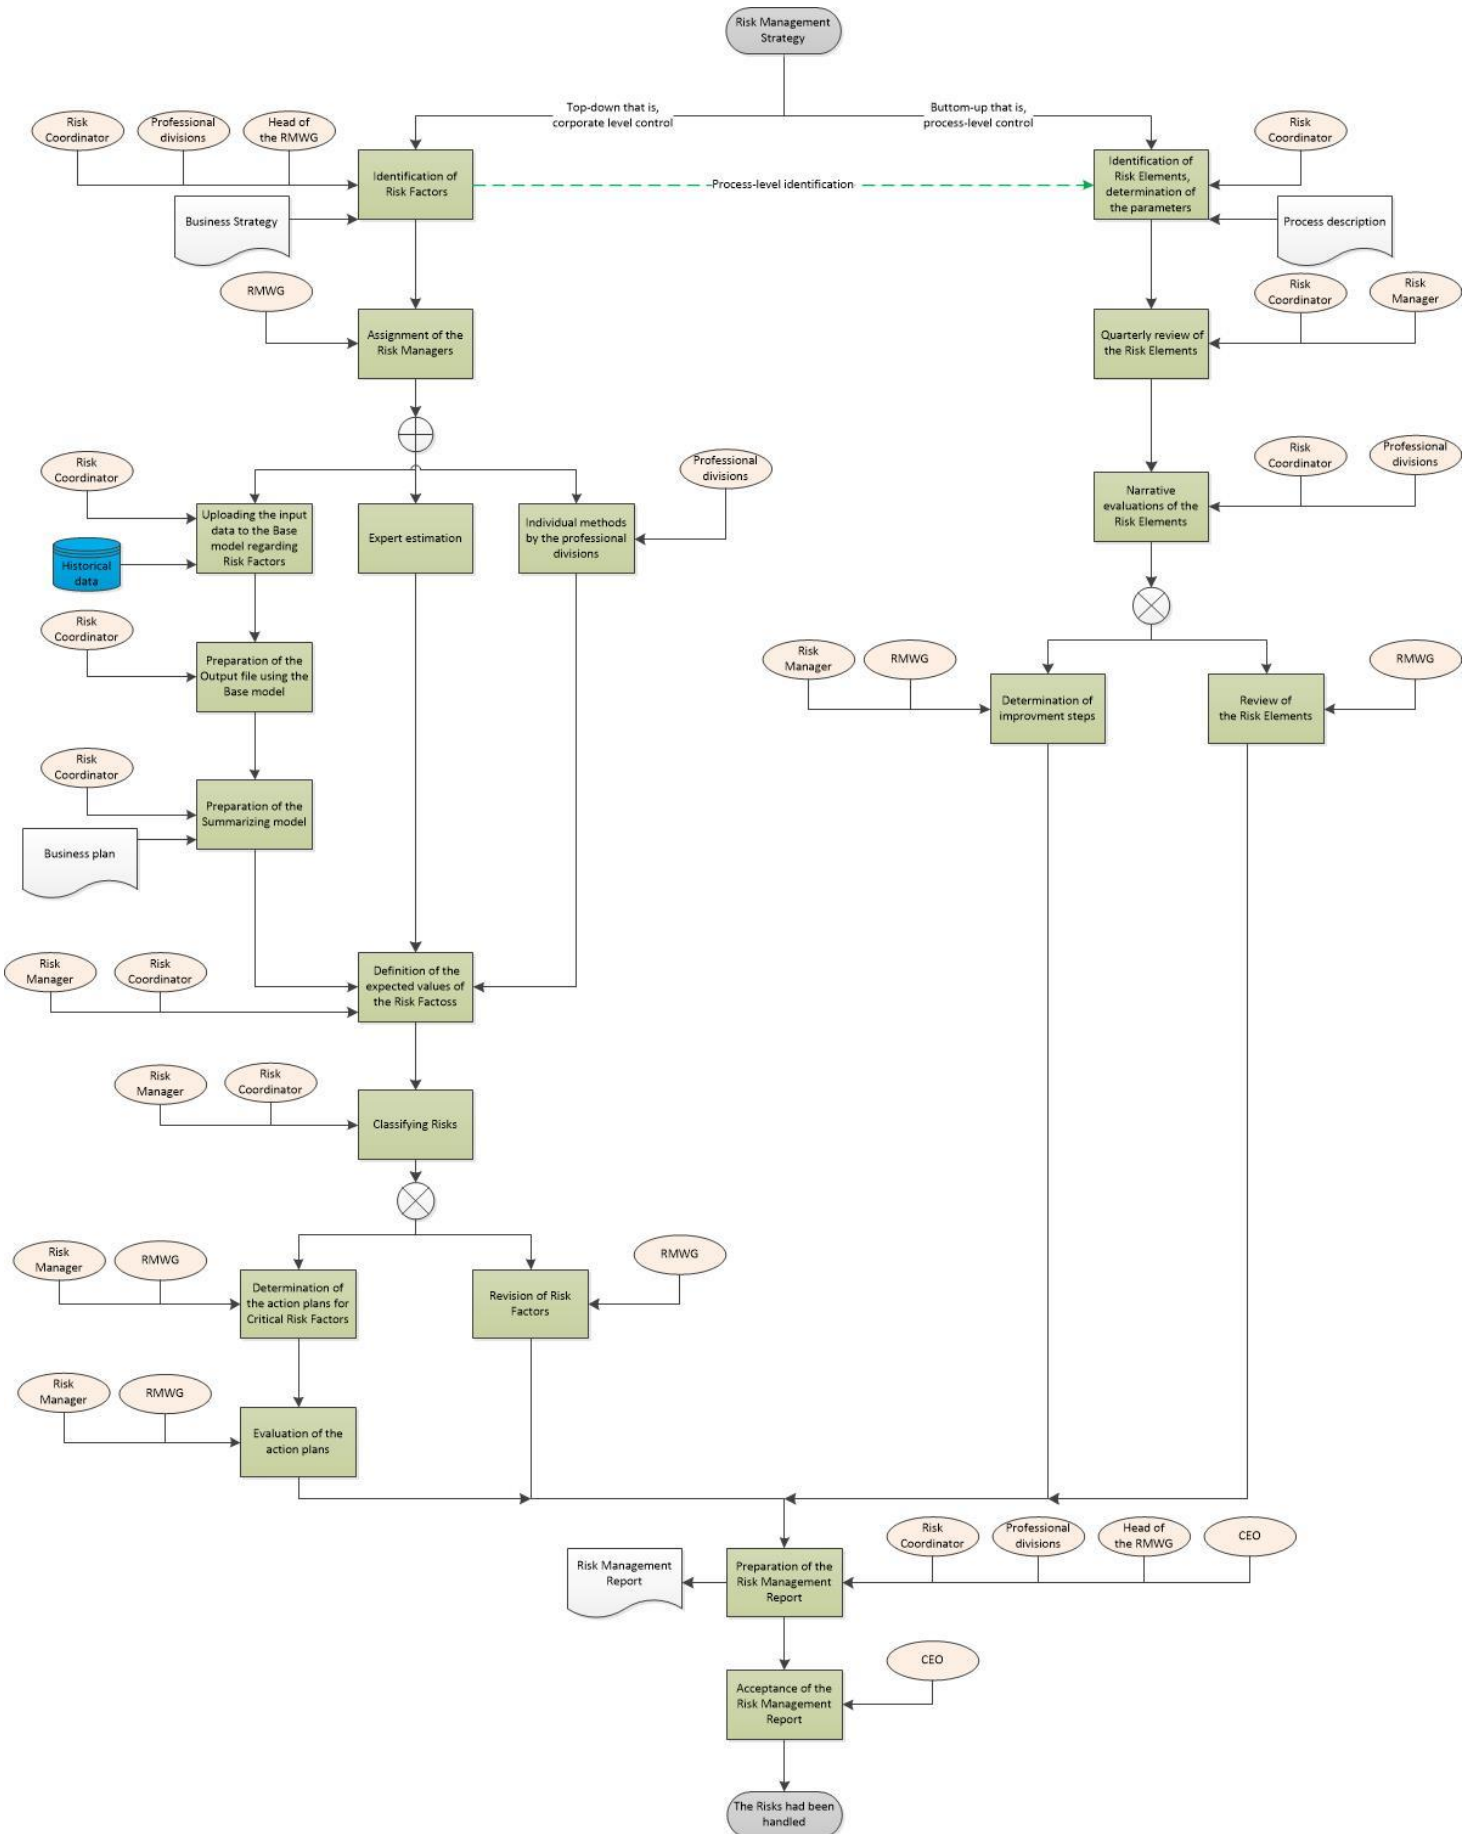 Risk Management
Strategy
Top-down that is,
corporate level control
Buttom-up that is,
process-level control
Risk
Coordinator
Professional
divisions
Head of
the RMWG
Risk
Coordinator
Identification of
Risk Factors
Process-level identification
Identification of
Risk Elements,
determination of
the parameters
Business Strategy
Process description
RMWG
Risk
Coordinator
Risk
Manager
Assignment of the
Risk Managers
Quarterly review of
the Risk Elements
Risk
Coordinator
Professional
divisions
Risk
Coordinator
Professional
divisions
Uploading the input
data to the Base
model regarding
Risk Factors
Expert estimation
Individual methods
by the professional
divisions
Narrative
evaluations of the
Risk Elements
Historical
data
Risk
Coordinator
Risk
Manager
RMWG
RMWG
Preparation of the
Output file using the
Base model
Determination of
improvment steps
Review of
the Risk Elements
Risk
Coordinator
Preparation of the
Summarizing model
Business plan
Risk
Manager
Risk
Coordinator
Definition of the
expected values of
the Risk Factoss
Risk
Manager
Risk
Coordinator
Classifying Risks
Risk
Manager
RMWG
RMWG
Determination of
the action plans for
Critical Risk Factors
Revision of Risk
Factors
Risk
Manager
RMWG
Evaluation of the
action plans
Risk
Coordinator
Professional
divisions
Head of
the RMWG
CEO
Risk Management
Report
Preparation of the
Risk Management
Report
CEO
Acceptance of the
Risk Management
Report
The Risks had been
handled